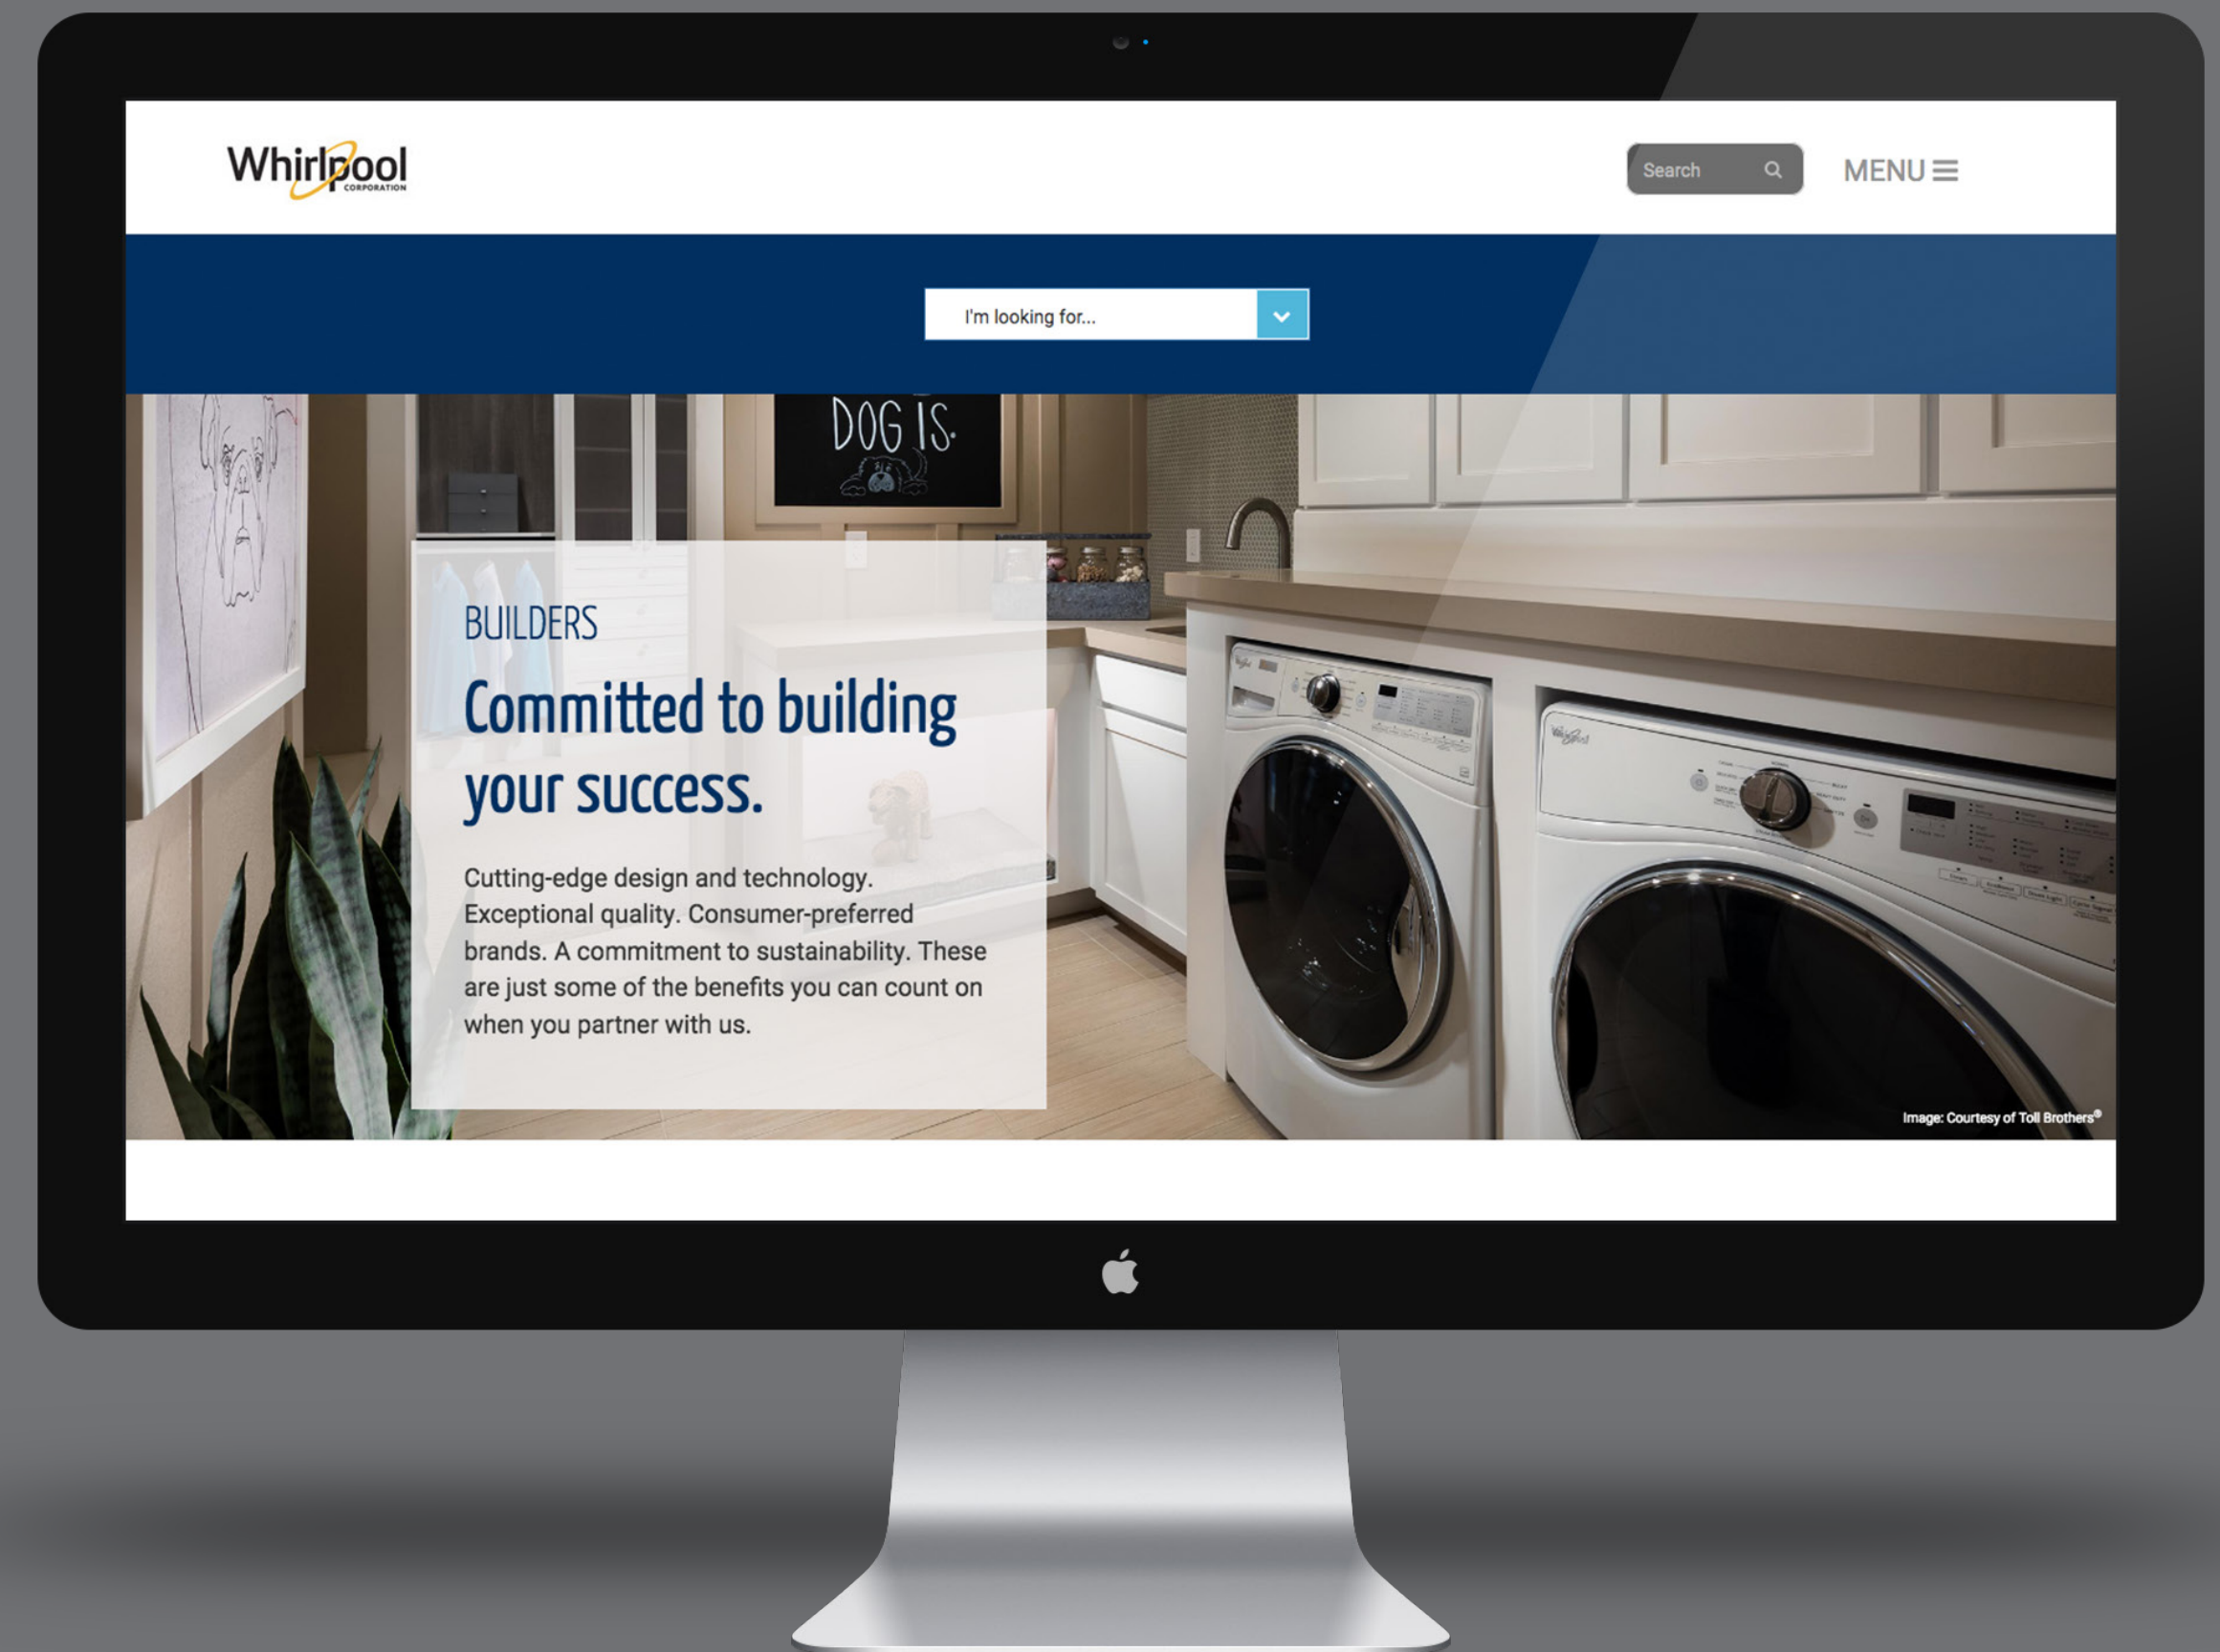 Whirlpool
CORPORATION
Search
MENU
I'm looking for...
DOG IS.
BUILDERS
Committed to building
your success.
Cutting-edge design and technology.
Exceptional quality. Consumer-preferred
brands. A commitment to sustainability. These
are just some of the benefits you can count on
when you partner with us.
Whirlpool
Whirlpool
Image: Courtesy of Toll Brothers®